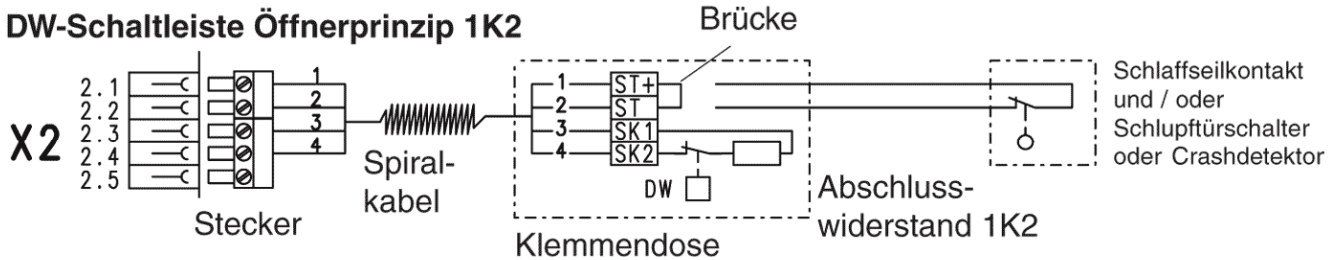 DW-Schaltleiste Öffnerprinzip 1K2
Brücke
X2
2.1
2.2
2.3
2.4
2.5
1
2
3
4
Stecker
Spiral-
kabel
1 ST+
2 ST
3 SK1
4 SK2
DW
Klemmendose
Abschluss-
widerstand 1K2
Schlaffseilkontakt
und / oder
Schlupftürschalter
oder Crashdetektor